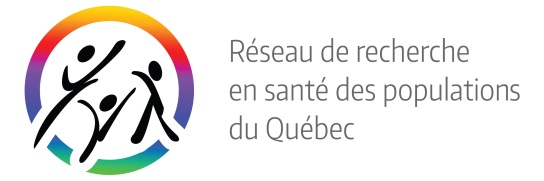 Réseau de recherche
en santé des populations
du Québec